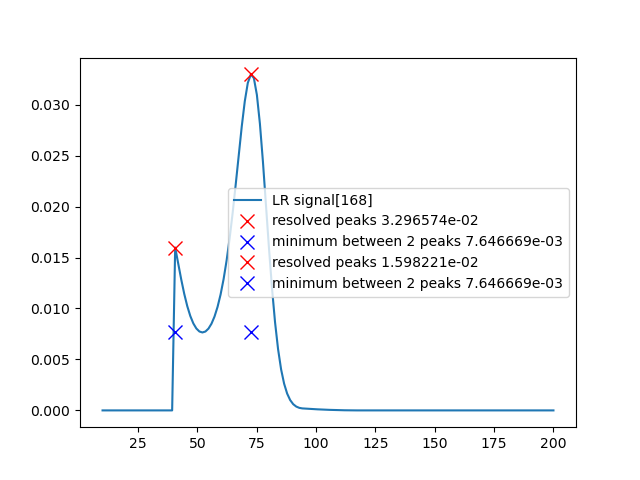 0.030
0.025
0.020
0.015
0.010
0.005
0.000
LR signal[168]
resolved peaks 3.296574e-02
minimum between 2 peaks 7.646669e-03
resolved peaks 1.598221e-02
minimum between 2 peaks 7.646669e-03
25 50 75 100 125 150 175 200